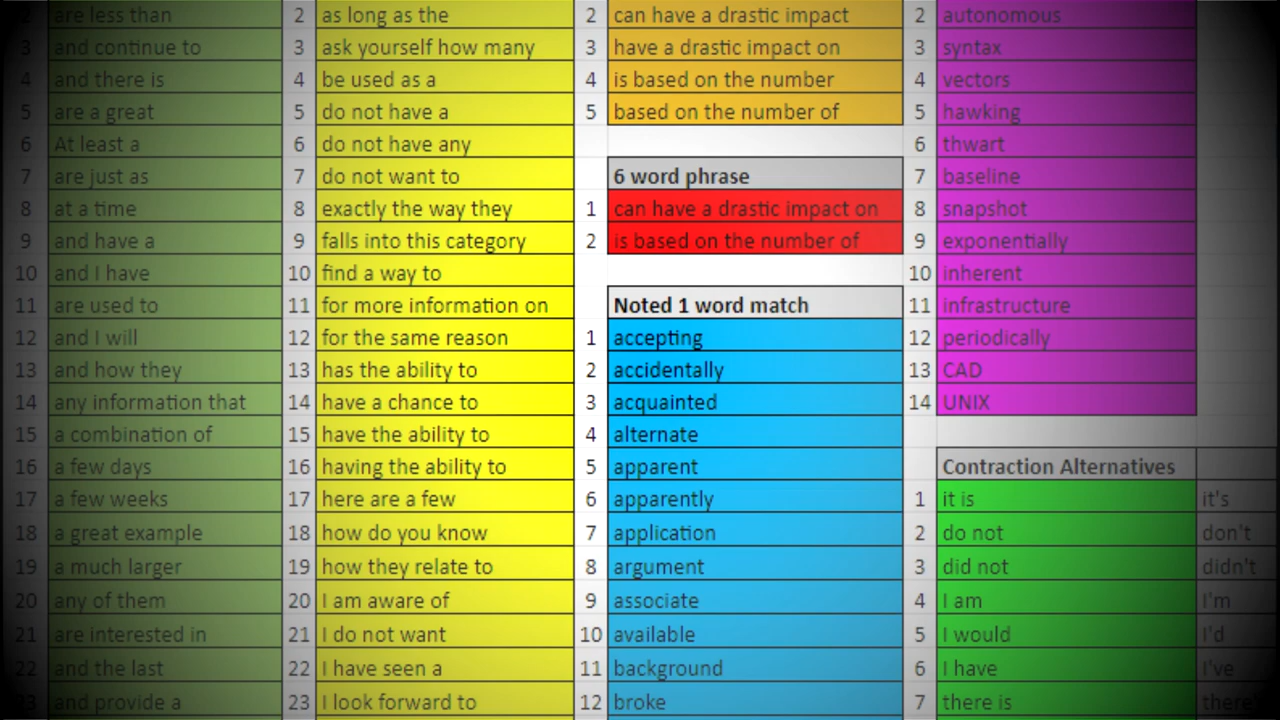 2 are less than
3 and continue to
4 and there is
5 are a great
6 At least a
7 are just as
8 at a time
9 and have a
10 and I have
11 are used to
12 and I will
13 and how they
14 any information that
15 a combination of
16 a few days
17 a few weeks
18 a great example
19 a much larger
20 any of them
21 are interested in
22 and the last
23 and provide a
2 as long as the
3 ask yourself how many
4 be used as a
5 do not have a
6 do not have any
7 do not want to
8 exactly the way they
9 falls into this category
10 find a way to
11 for more information on
12 for the same reason
13 has the ability to
14 have a chance to
15 have the ability to
16 having the ability to
17 here are a few
18 how do you know
19 how they relate to
20 I am aware of
21 I do not want
22 I have seen a
23 I look forward to
2 can have a drastic impact
3 have a drastic impact on
4 is based on the number
5 based on the number of
6 word phrase
1 can have a drastic impact on
2 is based on the number of
Noted 1 word match
1 accepting
2 accidentally
3 acquainted
4 alternate
5 apparent
6 apparently
7 application
8 argument
9 associate
10 available
11 background
12 broke
2 autonomous
3 syntax
4 vectors
5 hawking
6 thwart
7 baseline
8 snapshot
9 exponentially
10 inherent
11 infrastructure
12 periodically
13 CAD
14 UNIX
Contraction Alternatives
1 it is it's
2 do not don't
3 did not didn't
4 I am I'm
5 I would I'd
6 I have I've
7 there is there'